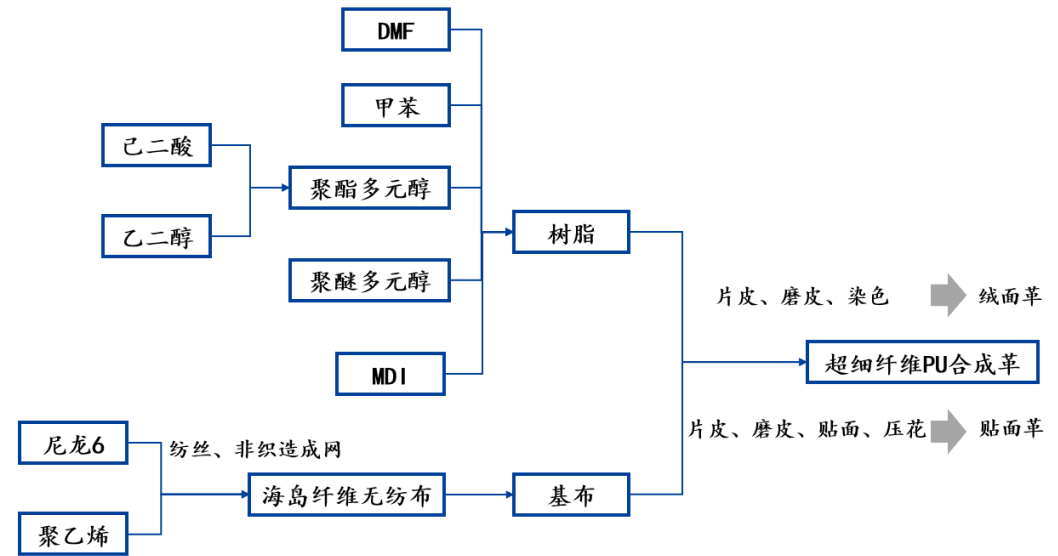 DMF
甲苯
己二酸
聚酯多元醇
乙二醇
树脂
聚醚多元醇
片皮、磨皮、染色
绒面革
MDI
超细纤维PU合成革
尼龙6
纺丝、非织造成网
片皮、磨皮、贴面、压花
贴面革
海岛纤维无纺布
基布
聚乙烯